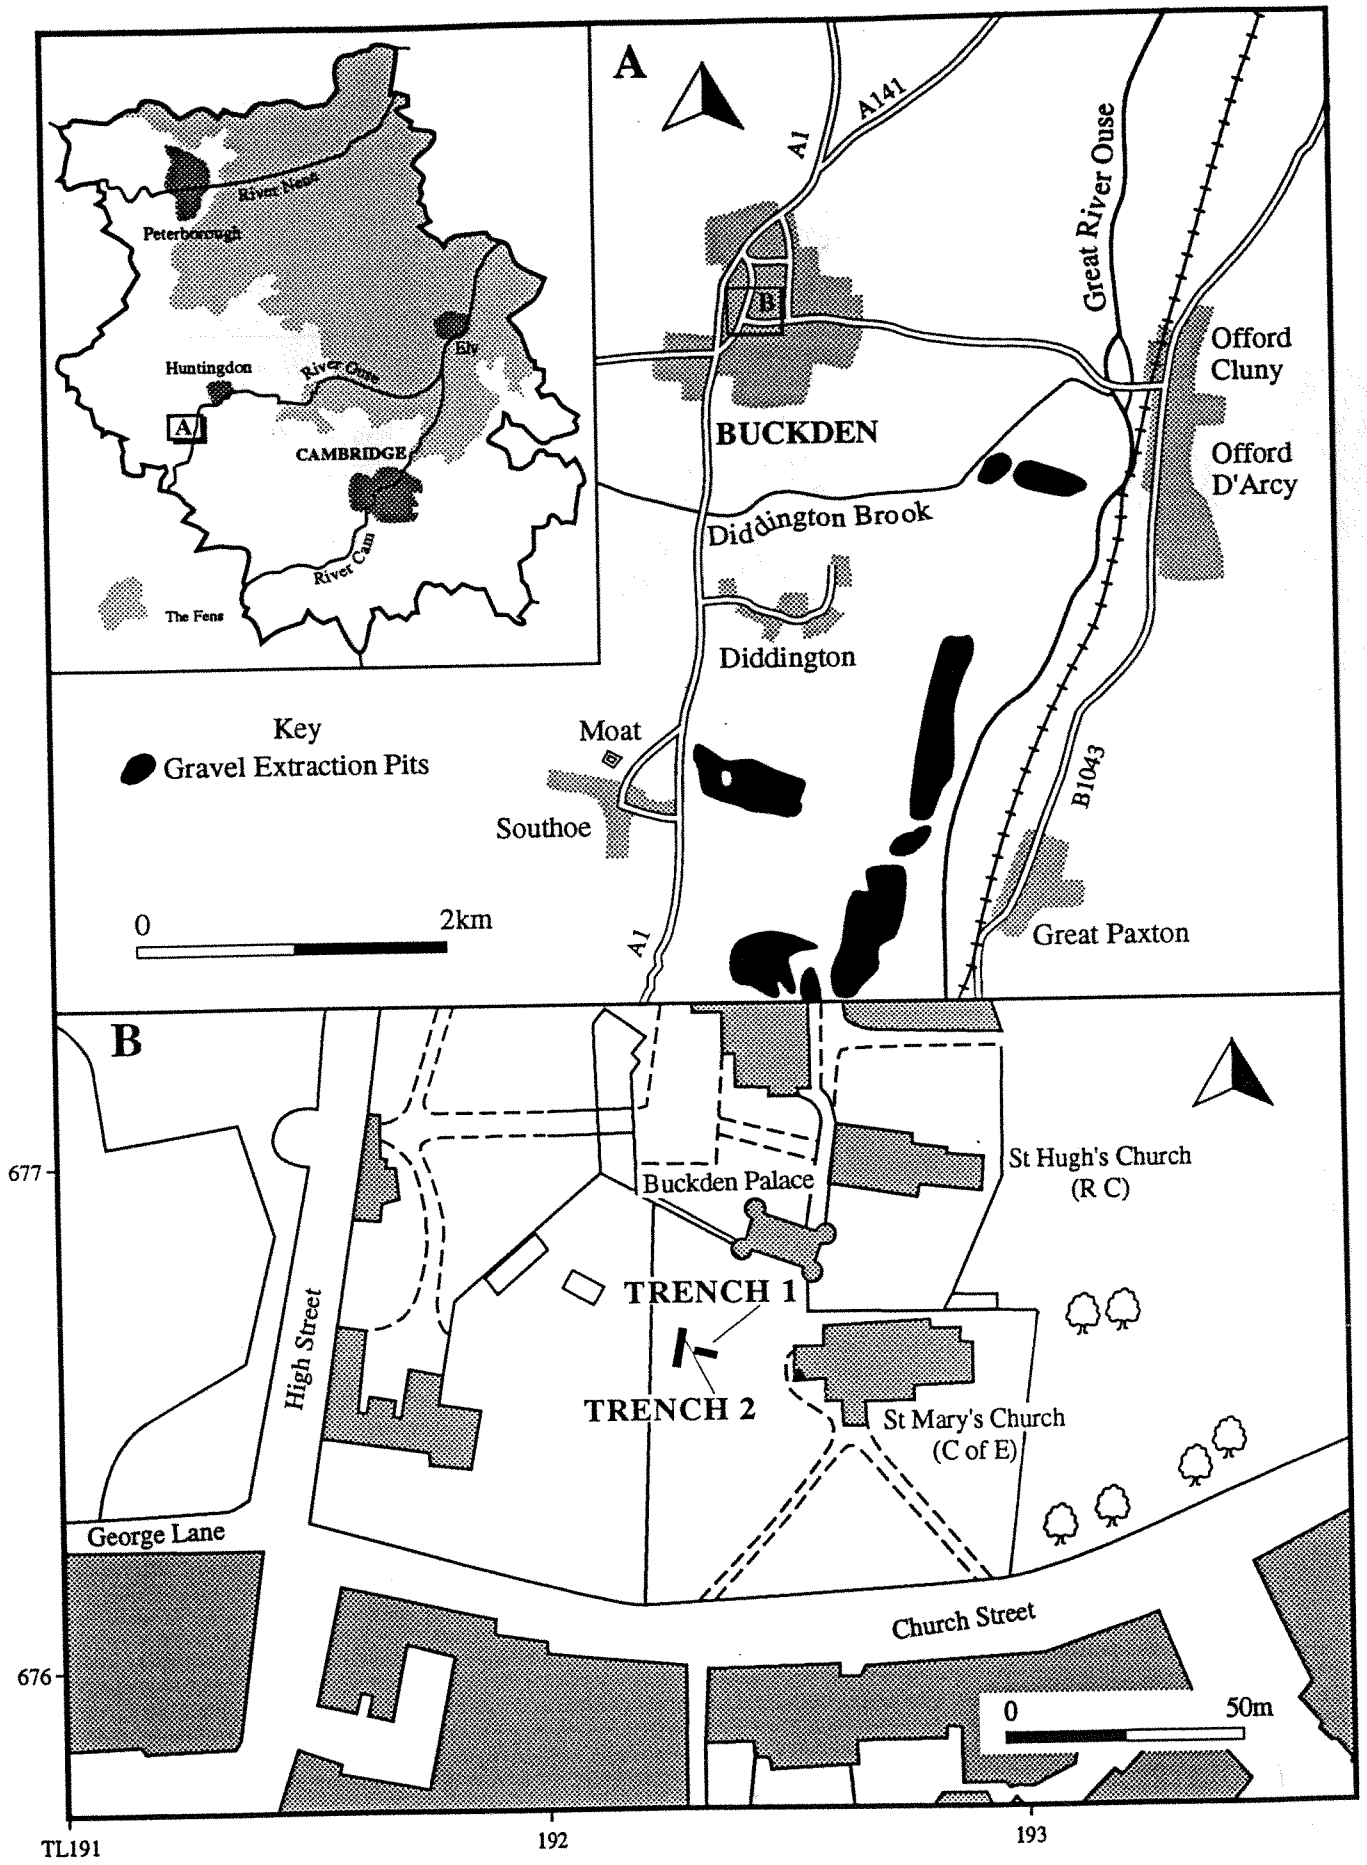 A
A141
A1
Great River Ouse
River Nene
Peterborough
Ely
Huntingdon
River Ouse
A
CAMBRIDGE
River Cam
The Fens
B
BUCKDEN
Offord
Cluny
Offord
D'Arcy
Diddington Brook
Diddington
Key
Gravel Extraction Pits
Moat
Southoe
B1043
0 2km
A1
Great Paxton
B
677
St Hugh's Church
(R C)
Buckden Palace
TRENCH 1
High Street
TRENCH 2
St Mary's Church
(C of E)
George Lane
Church Street
676
0 50m
TL191
192
193